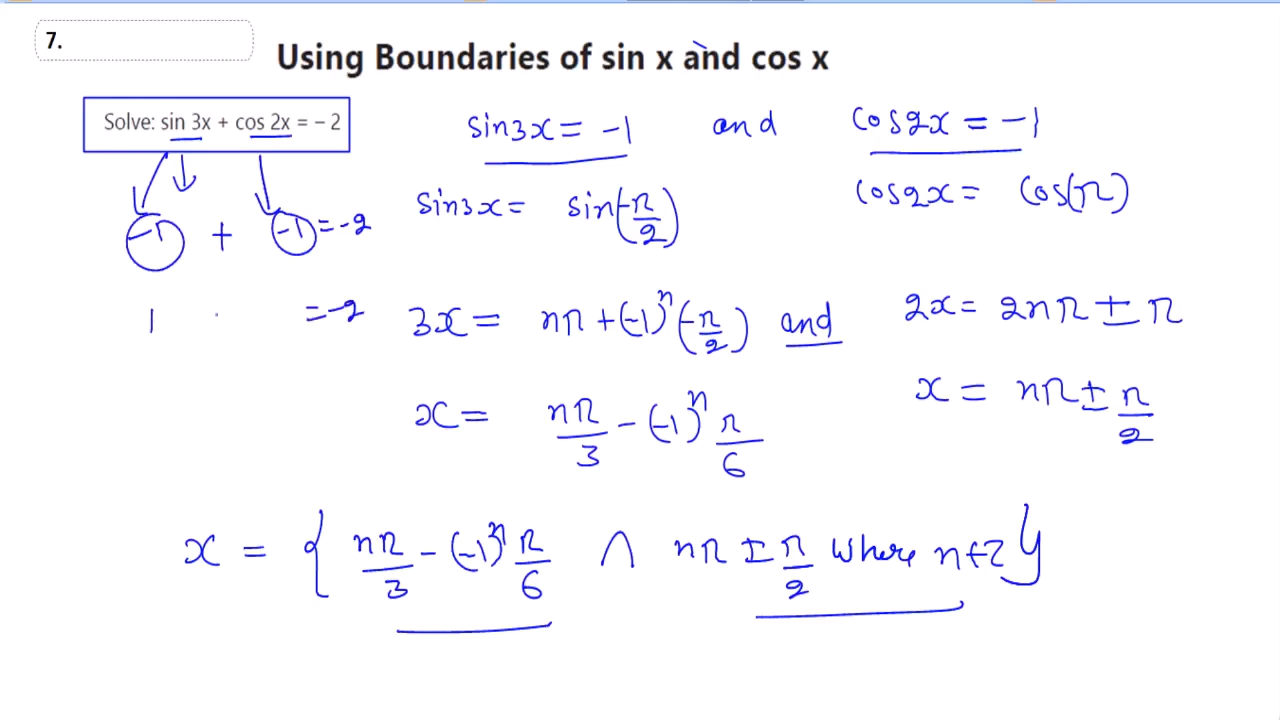 7.
Using Boundaries of sin x and cos x
Solve: sin 3x + cos 2x = – 2
sin3x = -1 and cos2x = -1
sin3x = sin(-π/2) cos2x = cos(π)
-1 + -1 = -2
1 = -2
3x = nπ + (-1)^n (-π/2) and 2x = 2nπ ± π
x = nπ/3 - (-1)^n π/6 x = nπ ± π/2
x = { nπ/3 - (-1)^n π/6 ∩ nπ ± π/2 where n∈Z }